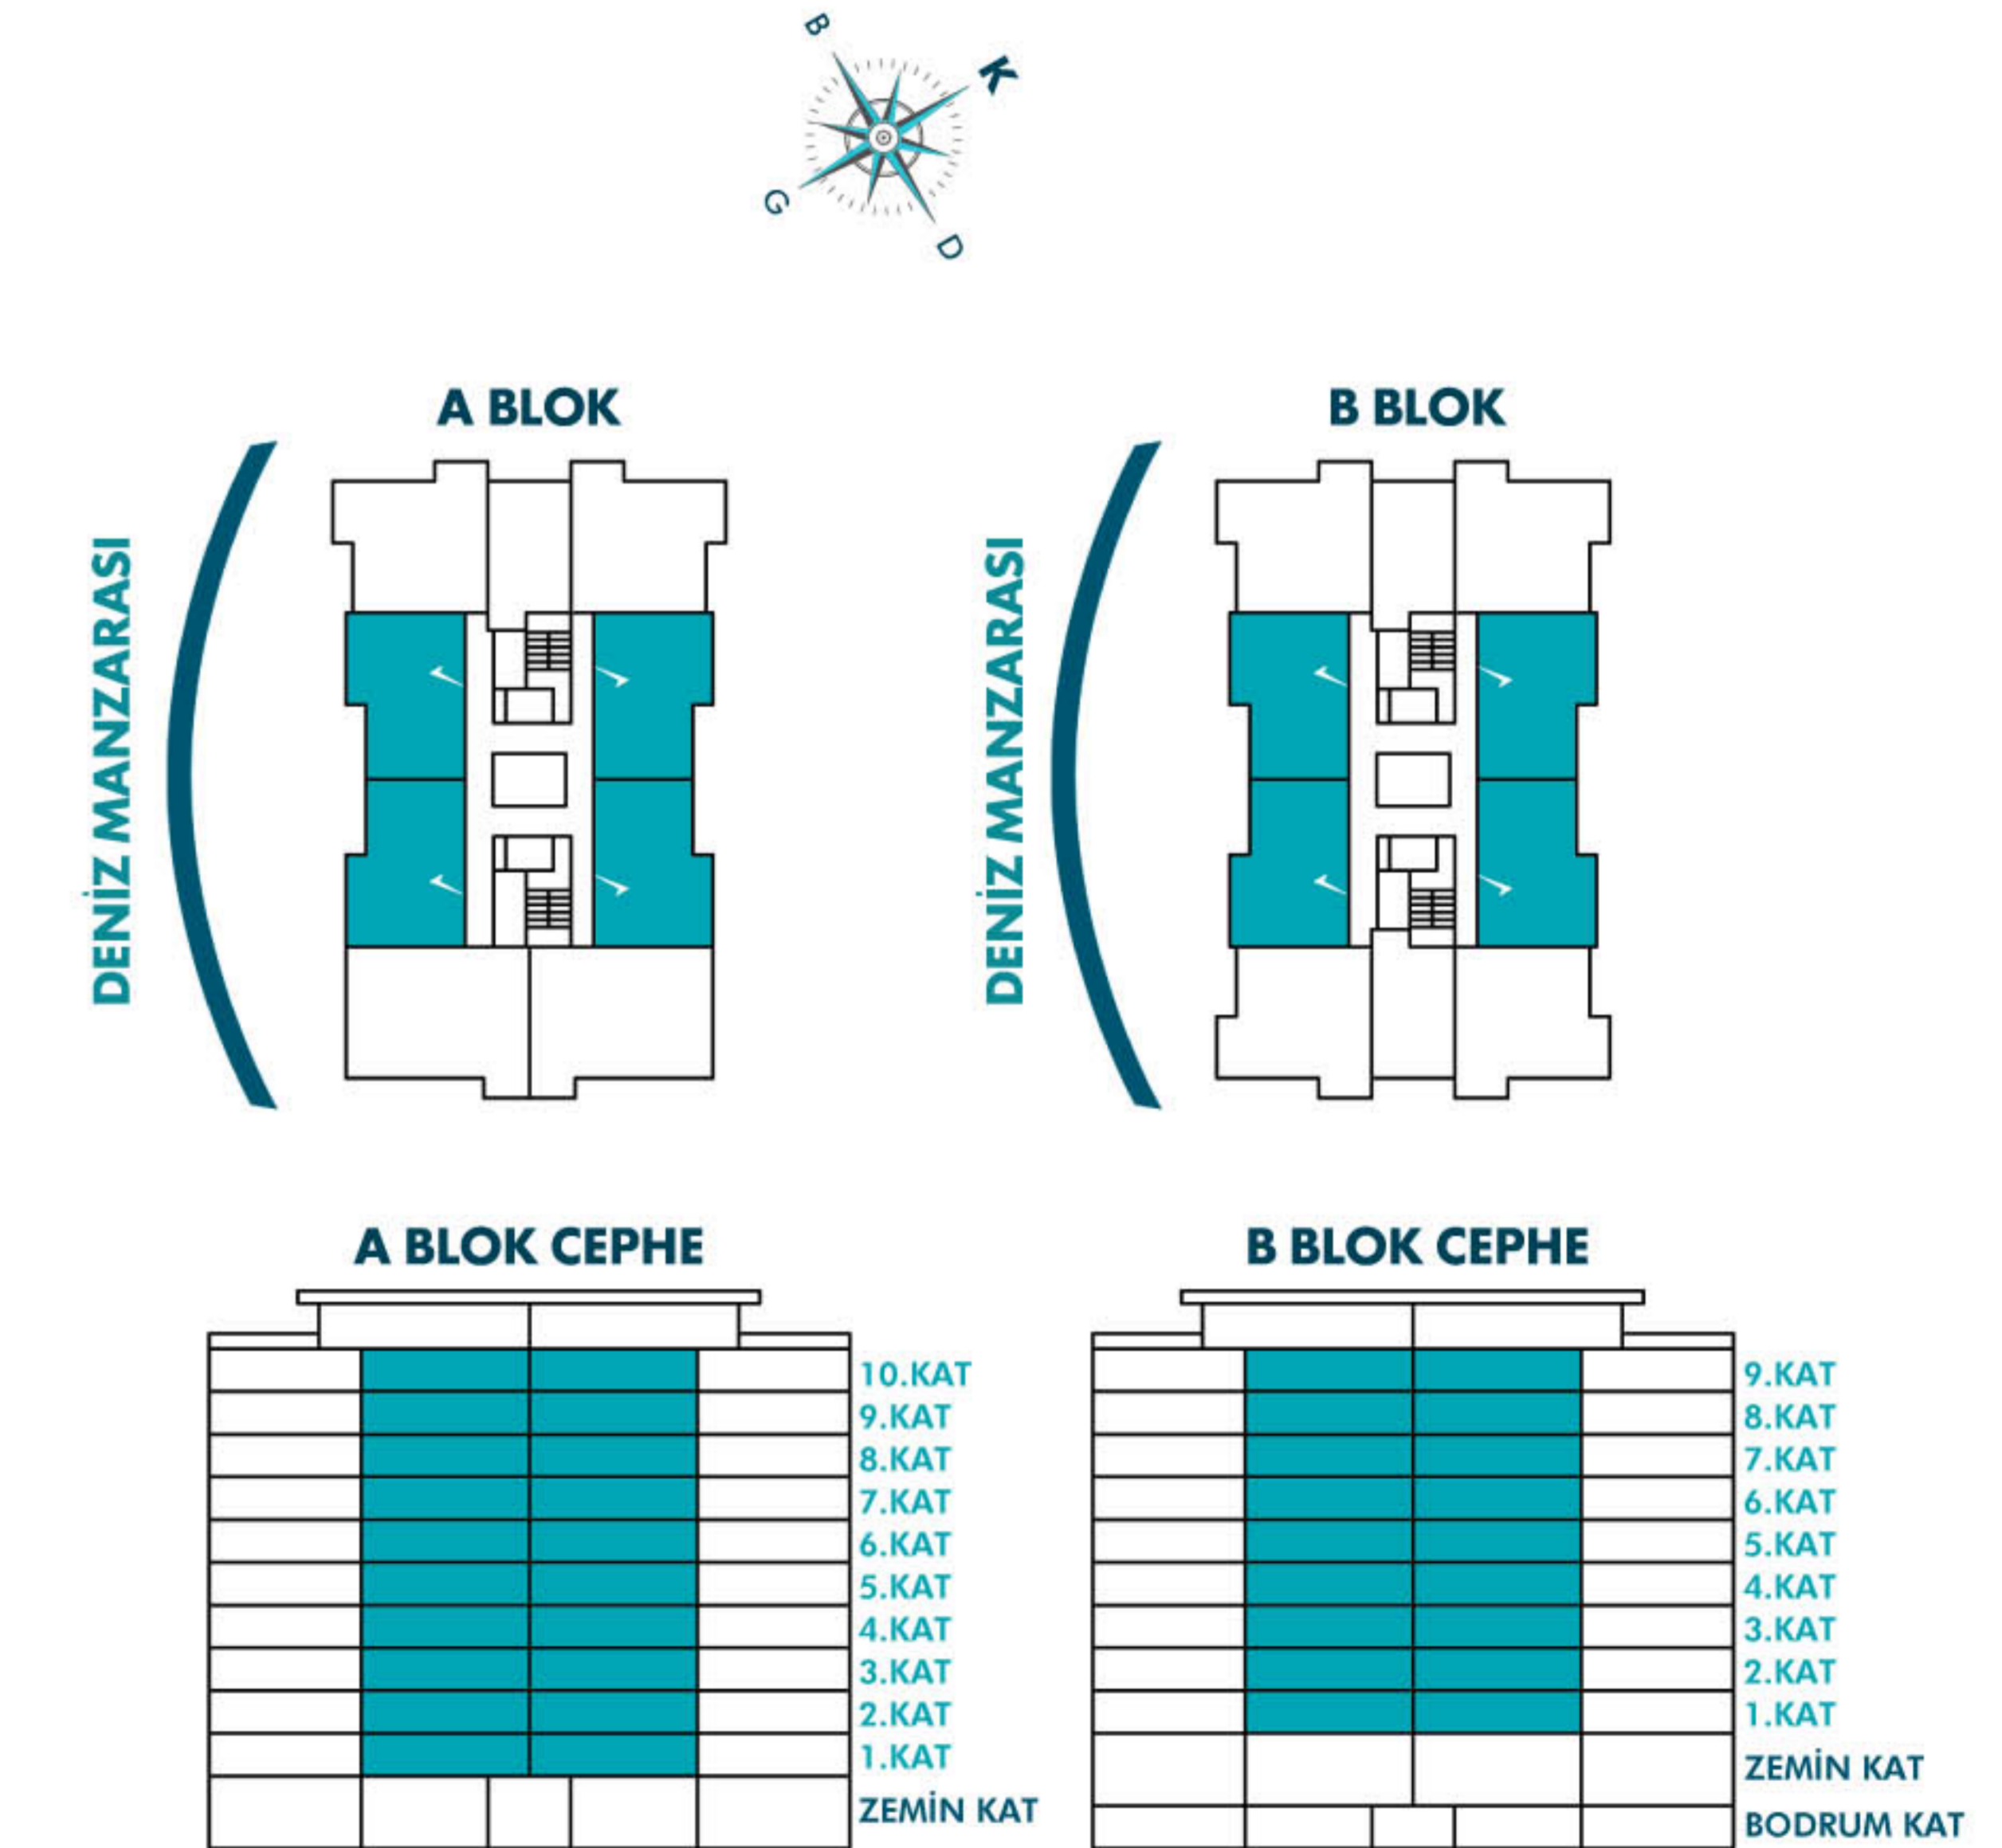 B
K
G
D
A BLOK
B BLOK
DENİZ MANZARASI
DENİZ MANZARASI
A BLOK CEPHE
B BLOK CEPHE
10.KAT
9.KAT
8.KAT
7.KAT
6.KAT
5.KAT
4.KAT
3.KAT
2.KAT
1.KAT
ZEMİN KAT
9.KAT
8.KAT
7.KAT
6.KAT
5.KAT
4.KAT
3.KAT
2.KAT
1.KAT
ZEMİN KAT
BODRUM KAT